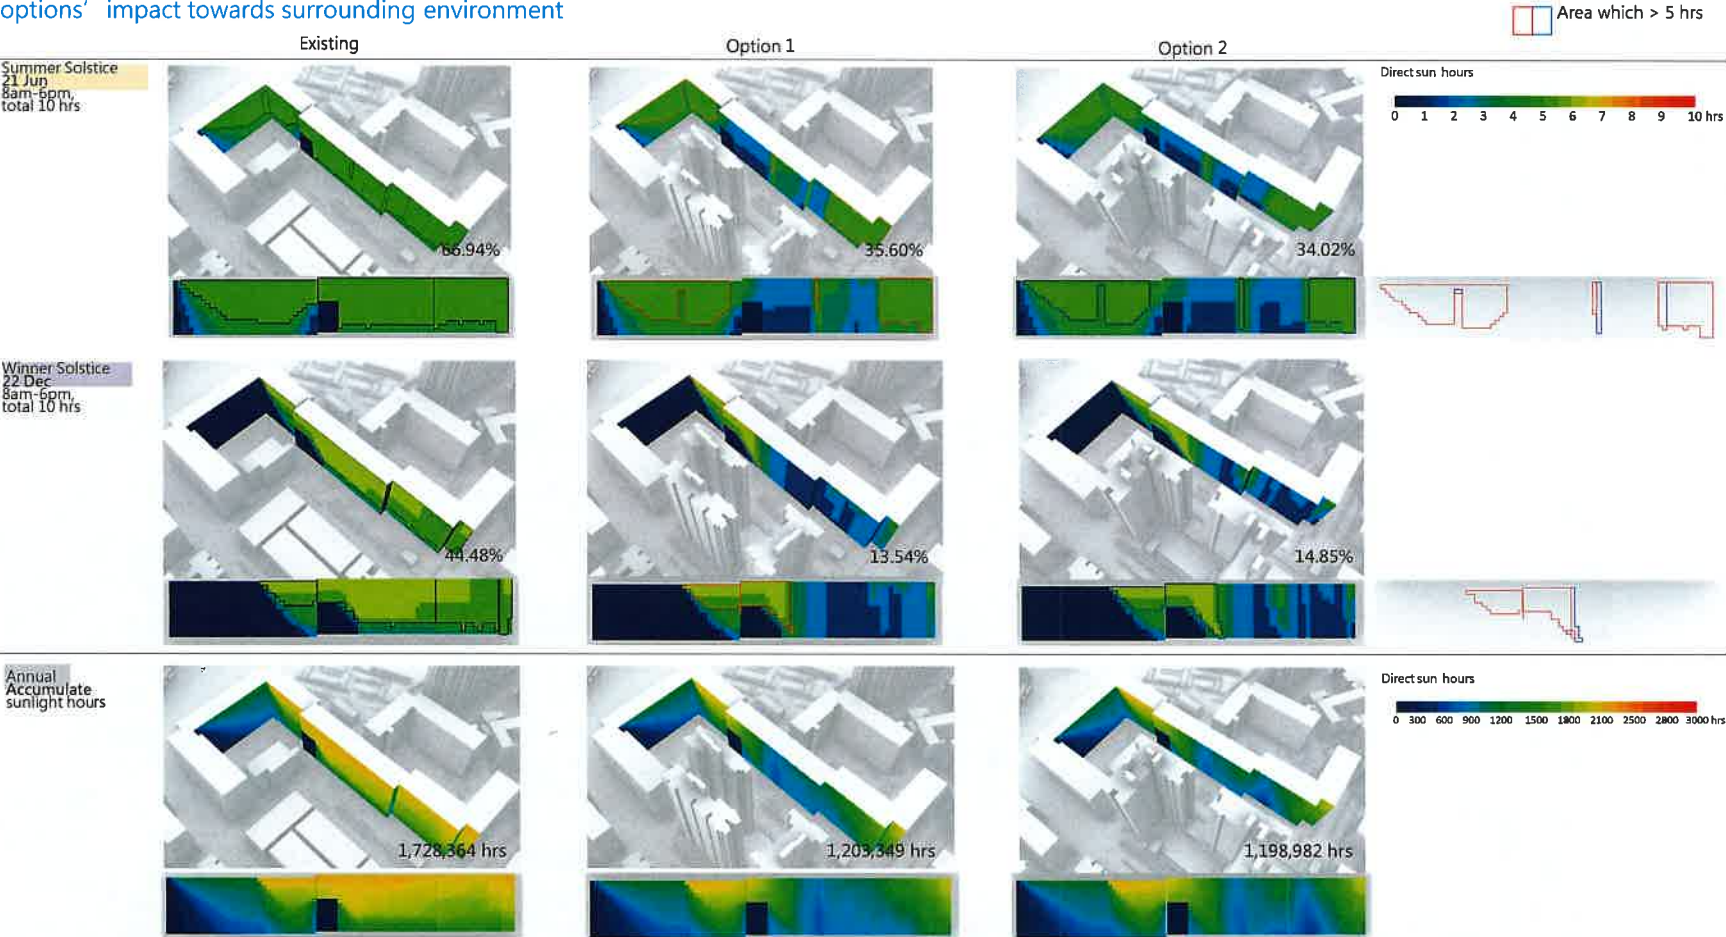 options' impact towards surrounding environment
Area which > 5 hrs
Existing
Option 1
Option 2
Summer Solstice
21 Jun
8am-6pm,
total 10 hrs
66.94%
35.60%
34.02%
Direct sun hours
0 1 2 3 4 5 6 7 8 9 10 hrs
Winner Solstice
22 Dec
8am-6pm,
total 10 hrs
44.48%
13.54%
14.85%
Annual
Accumulate
sunlight hours
1,728,364 hrs
1,203,349 hrs
1,198,982 hrs
Direct sun hours
0 300 600 900 1200 1500 1800 2100 2500 2800 3000 hrs